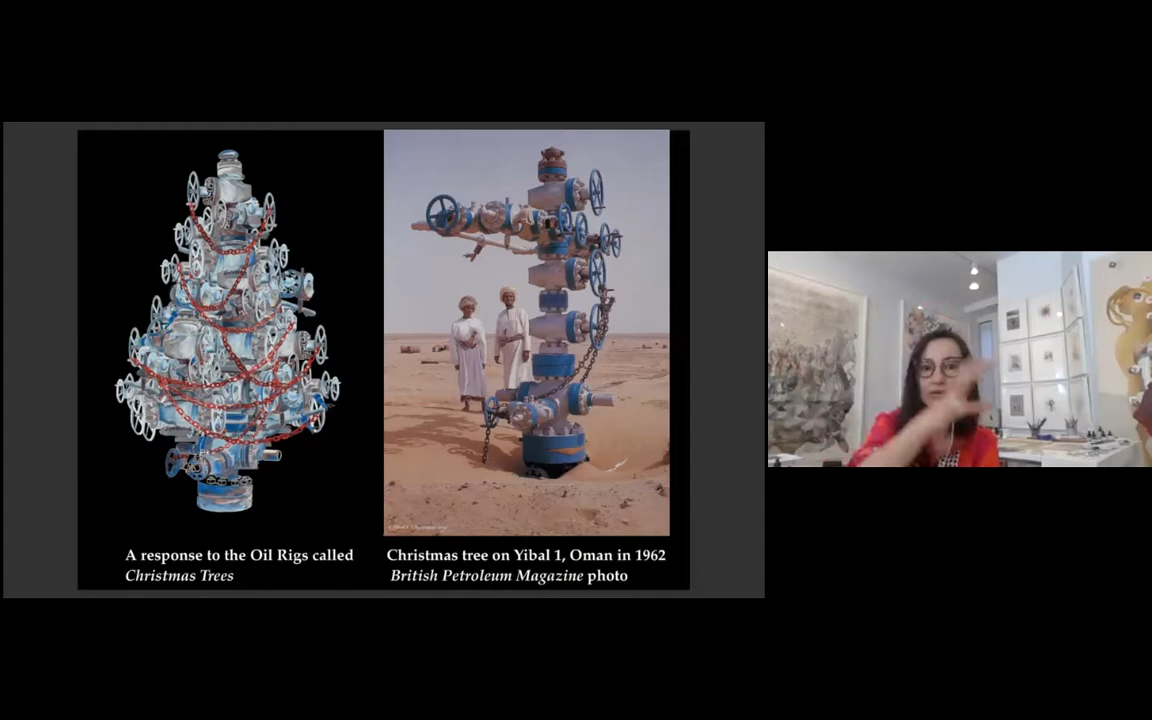 A response to the Oil Rigs called
Christmas Trees
Christmas tree on Yibal 1, Oman in 1962
British Petroleum Magazine photo